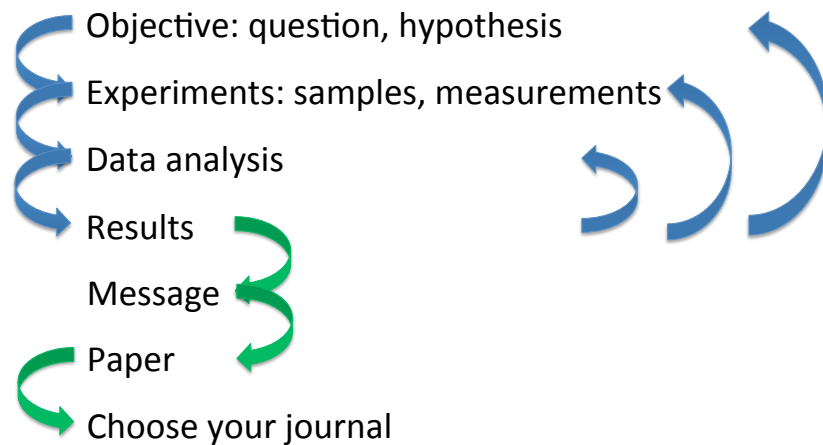 Objective: question, hypothesis
Experiments: samples, measurements
Data analysis
Results
Message
Paper
Choose your journal